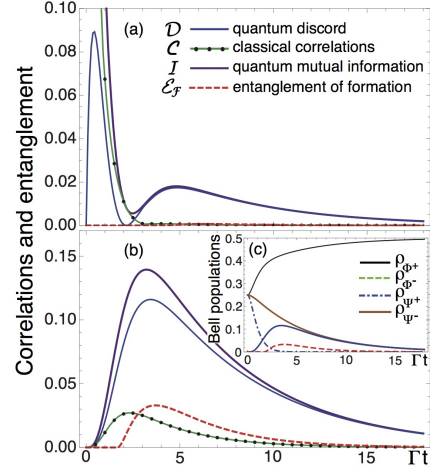 Correlations and entanglement
0.10
0.08
0.06
0.04
0.02
0.00
(a)
𝒟 quantum discord
𝒞 classical correlations
I quantum mutual information
ℰ_ℱ entanglement of formation
0 5 10 15
0.15
0.10
0.05
0.00
(b)
Bell populations
0.5
0.4
0.3
0.2
0.1
0
(c)
ρ_Φ+
ρ_Φ-
ρ_Ψ+
ρ_Ψ-
0 5 10 15 Γt
0 5 10 15 Γt